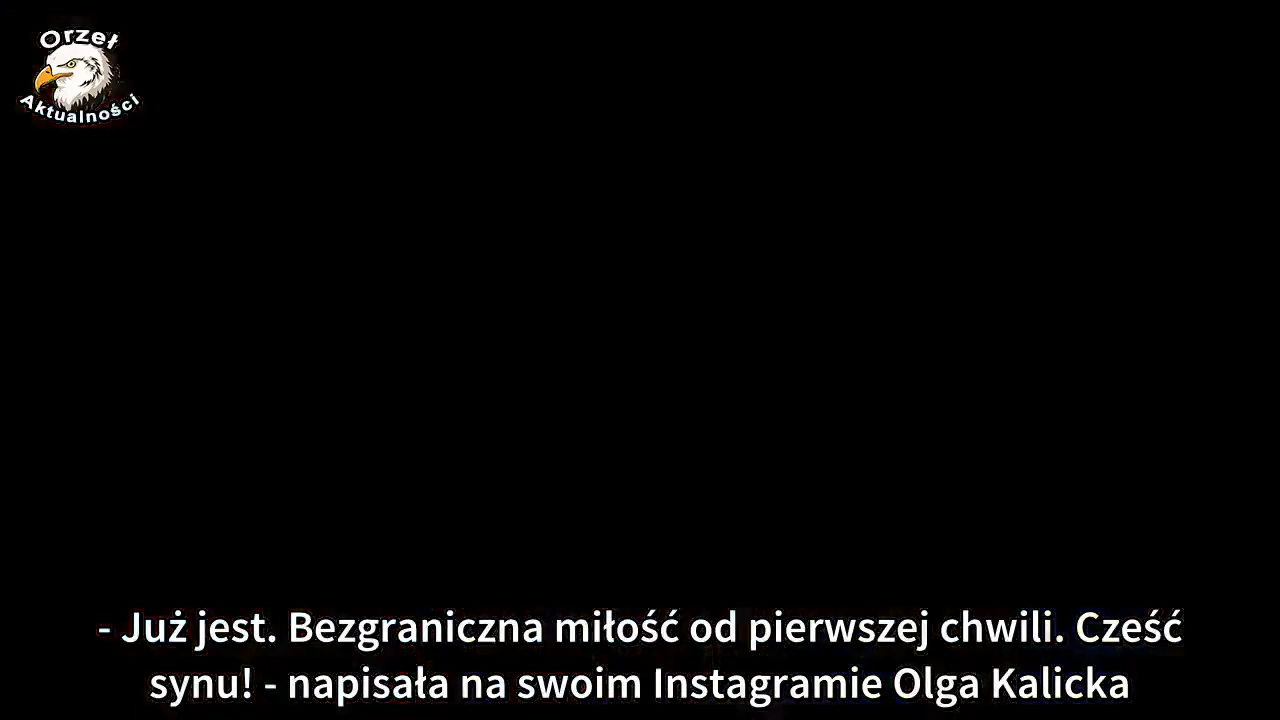 Orzeł
Aktualności
- Już jest. Bezgraniczna miłość od pierwszej chwili. Cześć
synu! - napisała na swoim Instagramie Olga Kalicka